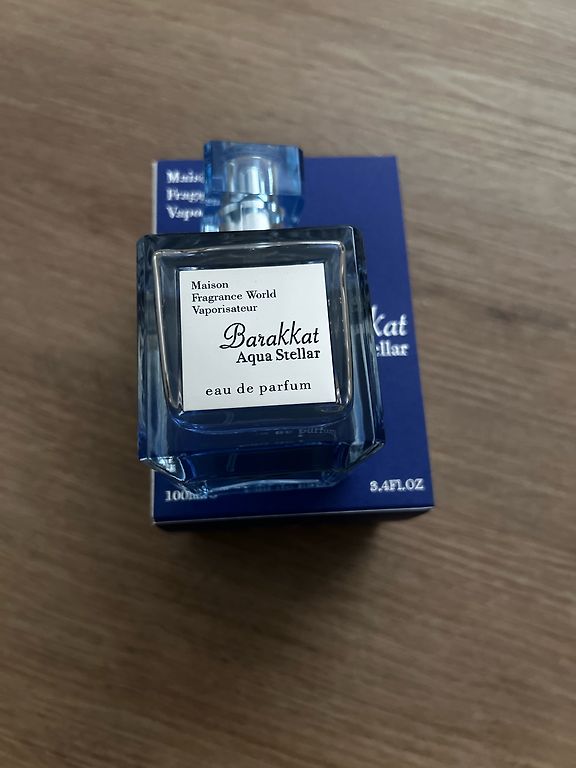 Maison
Fragrance World
Vaporisateur
Barakkat
Aqua Stellar
eau de parfum
3.4FL.OZ